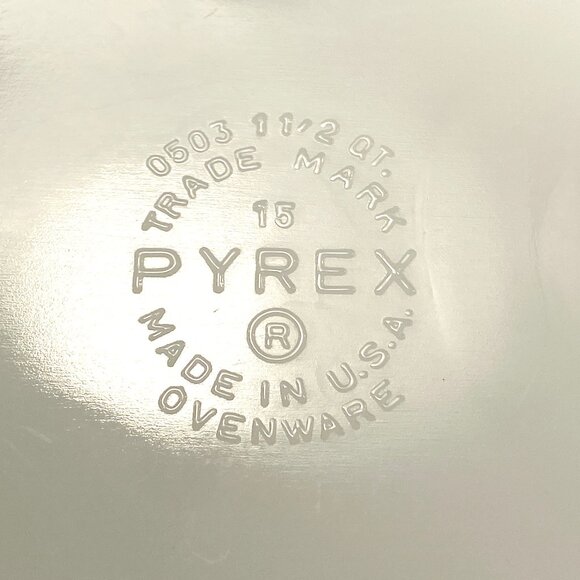 0503 1 1/2 QT.
TRADE MARK
15
PYREX
®
MADE IN U.S.A.
OVENWARE